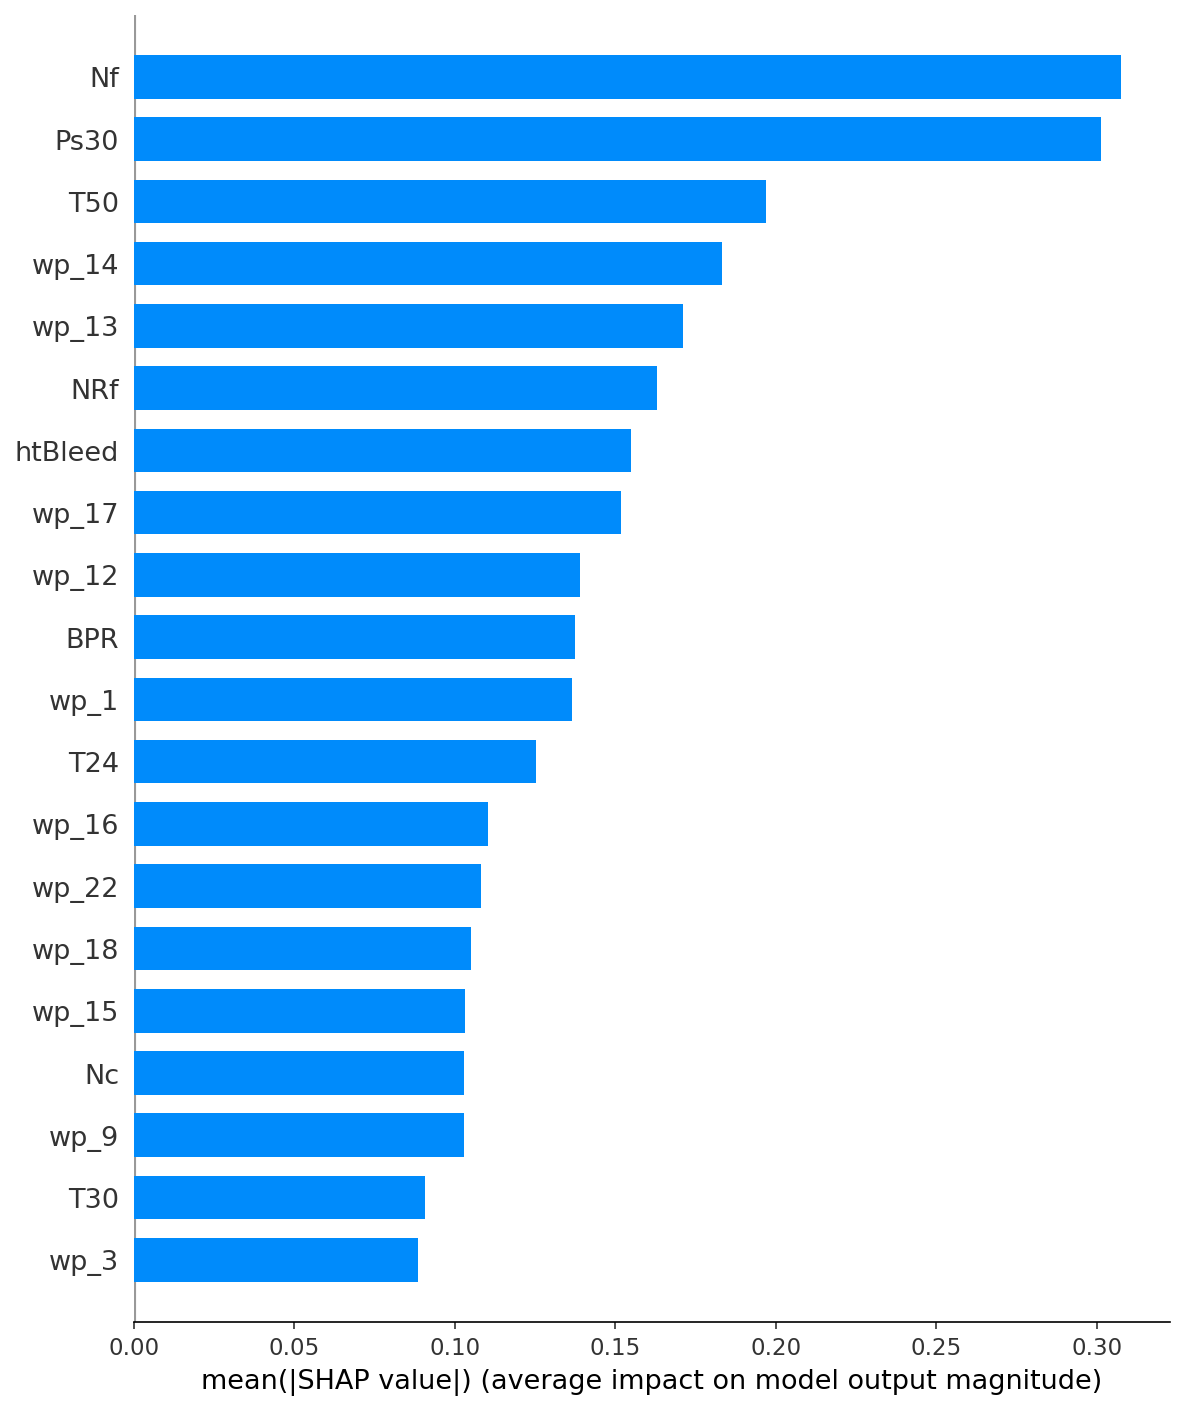 Nf
Ps30
T50
wp_14
wp_13
NRf
htBleed
wp_17
wp_12
BPR
wp_1
T24
wp_16
wp_22
wp_18
wp_15
Nc
wp_9
T30
wp_3
0.00 0.05 0.10 0.15 0.20 0.25 0.30
mean(|SHAP value|) (average impact on model output magnitude)